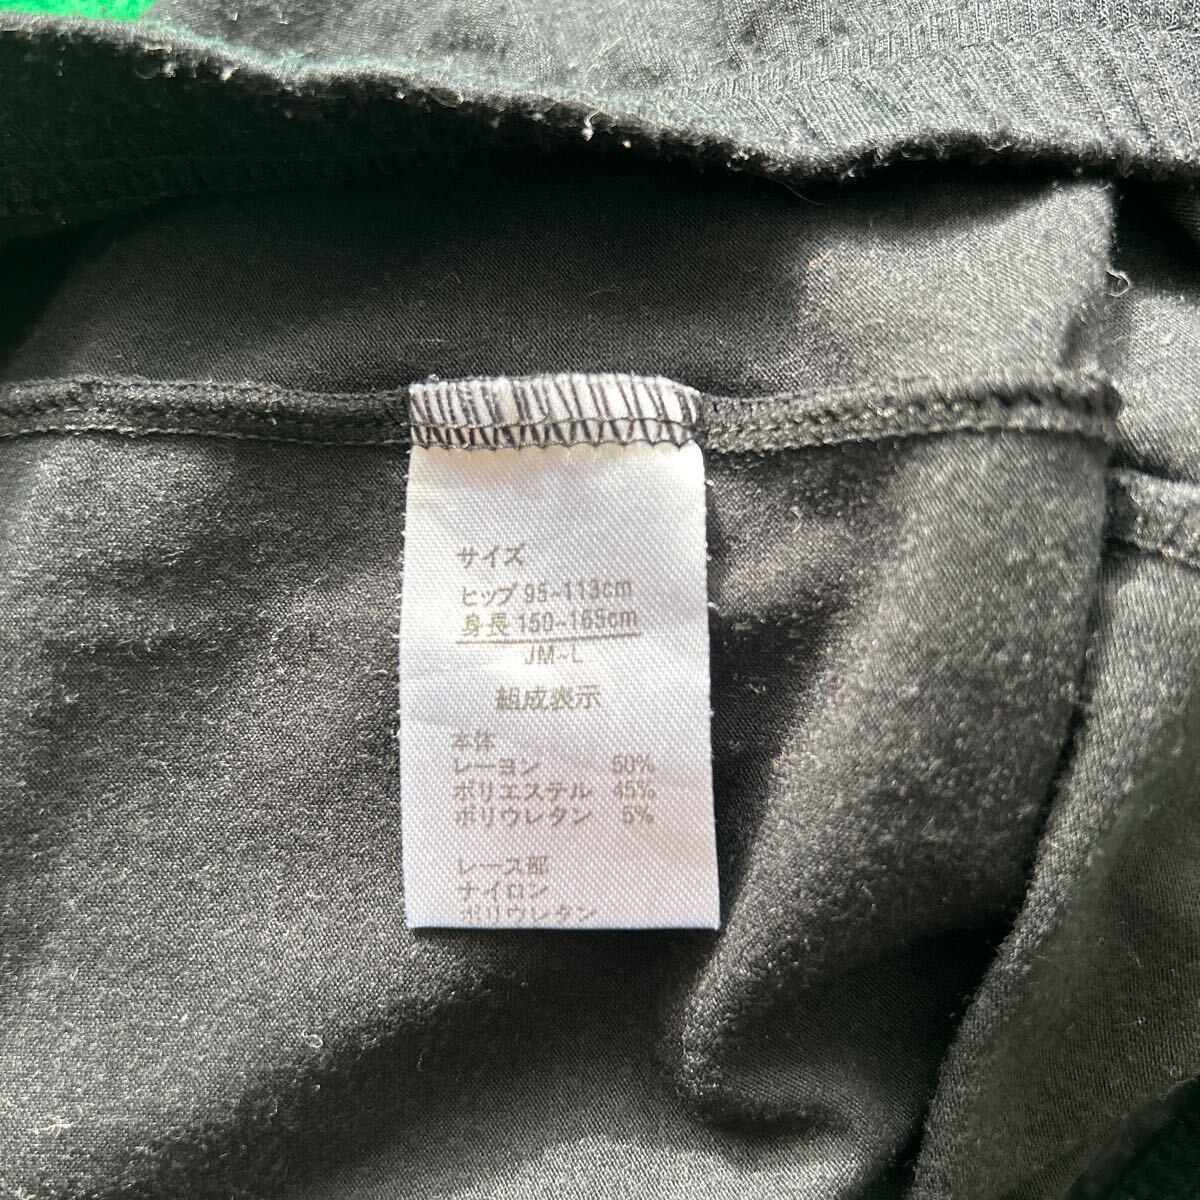 サイズ
ヒップ 95~113cm
身長 150~165cm
JM~L
組成表示
本体
レーヨン 50%
ポリエステル 45%
ポリウレタン 5%
レース部
ナイロン
ポリウレタン